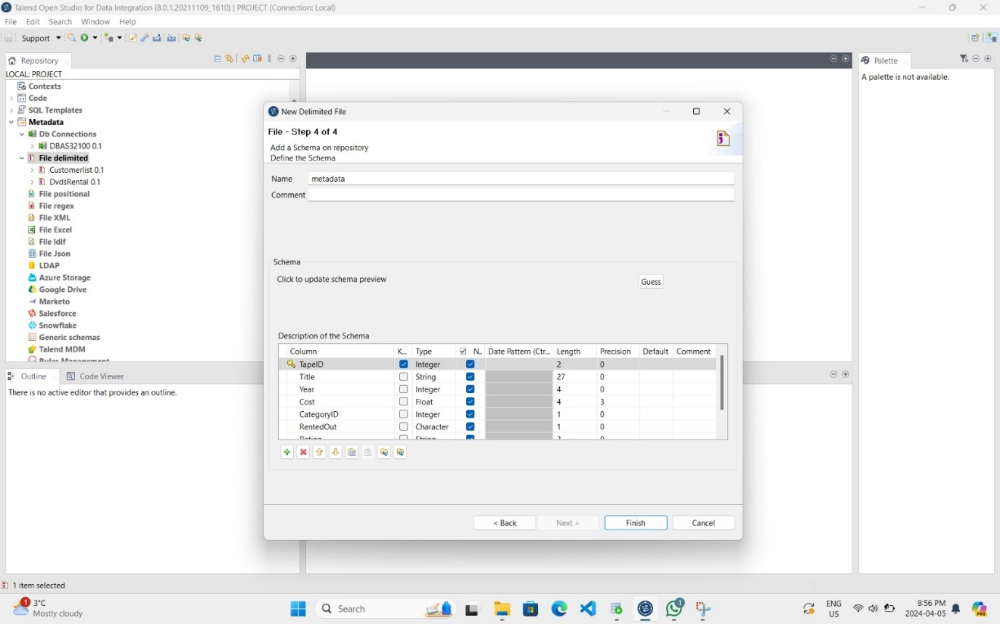 Talend Open Studio for Data Integration (8.0.1.20211109_1610) | PROJECT (Connection: Local)
File Edit Search Window Help
Support
Repository
LOCAL: PROJECT
Contexts
Code
SQL Templates
Metadata
Db Connections
DBAS32100 0.1
File delimited
Customerlist 0.1
DvdsRental 0.1
File positional
File regex
File XML
File Excel
File ldif
File Json
LDAP
Azure Storage
Google Drive
Marketo
Salesforce
Snowflake
Generic schemas
Talend MDM
Rules Management
Outline Code Viewer
There is no active editor that provides an outline.
Palette
A palette is not available.
New Delimited File
File - Step 4 of 4
Add a Schema on repository
Define the Schema
Name metadata
Comment
Schema
Click to update schema preview Guess
Description of the Schema
Column K... Type N.. Date Pattern (Ctr... Length Precision Default Comment
TapeID Integer 2 0
Title String 27 0
Year Integer 4 0
Cost Float 4 3
CategoryID Integer 1 0
RentedOut Character 1 0
Rating String 2 0
< Back Next > Finish Cancel
1 item selected
1
3°C
Mostly cloudy
Search
1
ENG
US
8:56 PM
2024-04-05
PRE